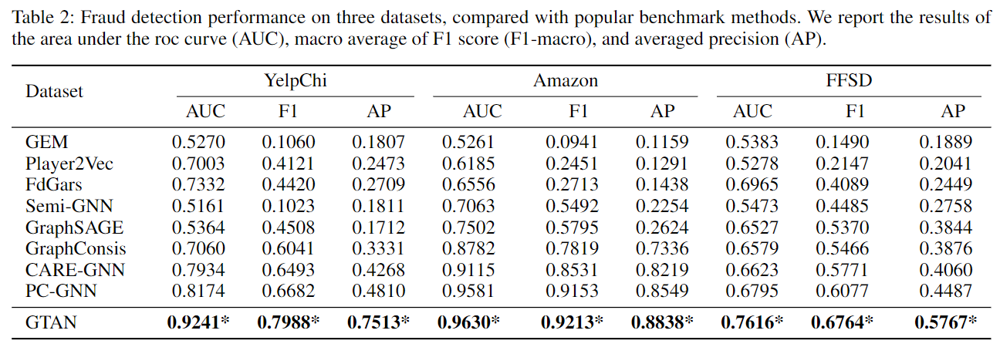 Table 2: Fraud detection performance on three datasets, compared with popular benchmark methods. We report the results of
the area under the roc curve (AUC), macro average of F1 score (F1-macro), and averaged precision (AP).
Dataset YelpChi Amazon FFSD
AUC F1 AP AUC F1 AP AUC F1 AP
GEM 0.5270 0.1060 0.1807 0.5261 0.0941 0.1159 0.5383 0.1490 0.1889
Player2Vec 0.7003 0.4121 0.2473 0.6185 0.2451 0.1291 0.5278 0.2147 0.2041
FdGars 0.7332 0.4420 0.2709 0.6556 0.2713 0.1438 0.6965 0.4089 0.2449
Semi-GNN 0.5161 0.1023 0.1811 0.7063 0.5492 0.2254 0.5473 0.4485 0.2758
GraphSAGE 0.5364 0.4508 0.1712 0.7502 0.5795 0.2624 0.6527 0.5370 0.3844
GraphConsis 0.7060 0.6041 0.3331 0.8782 0.7819 0.7336 0.6579 0.5466 0.3876
CARE-GNN 0.7934 0.6493 0.4268 0.9115 0.8531 0.8219 0.6623 0.5771 0.4060
PC-GNN 0.8174 0.6682 0.4810 0.9581 0.9153 0.8549 0.6795 0.6077 0.4487
GTAN 0.9241* 0.7988* 0.7513* 0.9630* 0.9213* 0.8838* 0.7616* 0.6764* 0.5767*